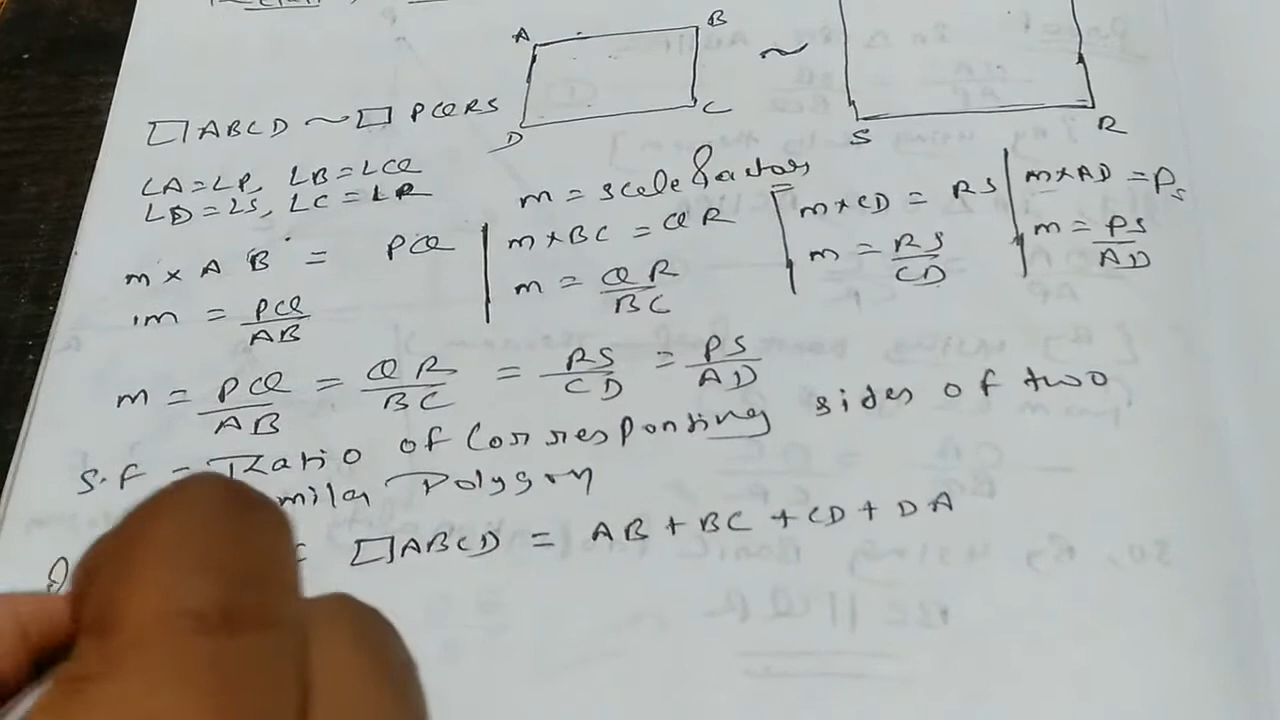 A
B
~
□ ABCD ~ □ PQRS
D
C
S
R
∠A = ∠P, ∠B = ∠Q
∠D = ∠S, ∠C = ∠R
m = scale factor
m × AB = PQ
m = PQ/AB
m × BC = QR
m = QR/BC
m × CD = RS
m = RS/CD
m × AD = PS
m = PS/AD
m = PQ/AB = QR/BC = RS/CD = PS/AD
S.F = Ratio of Corresponding sides of two
milar Polygon
= □ABCD = AB + BC + CD + DA